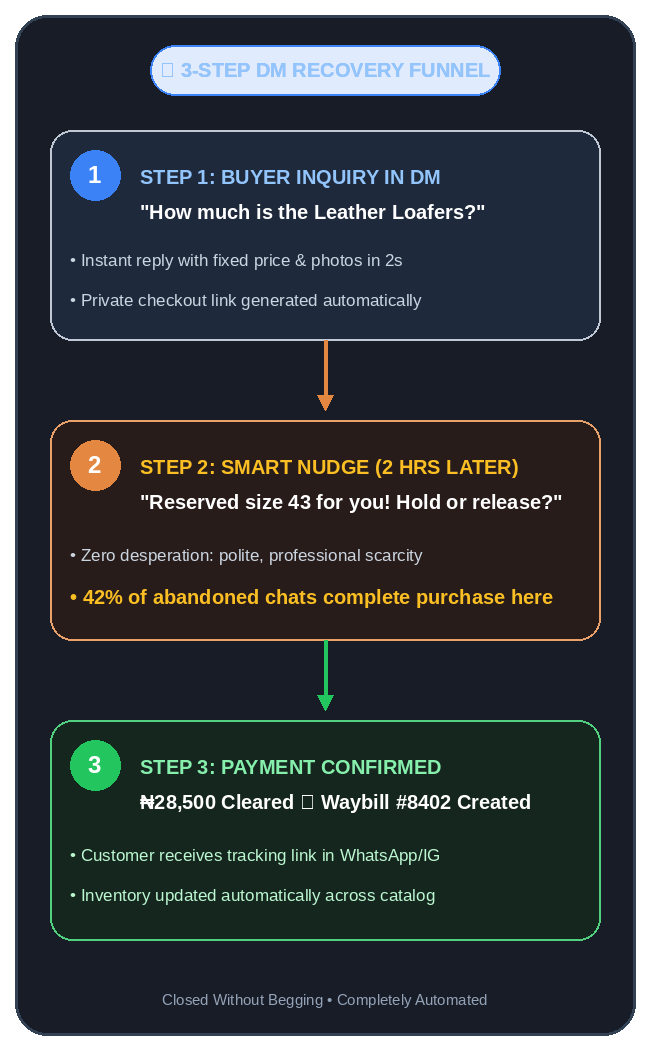 3-STEP DM RECOVERY FUNNEL
1
STEP 1: BUYER INQUIRY IN DM
"How much is the Leather Loafers?"
• Instant reply with fixed price & photos in 2s
• Private checkout link generated automatically
2
STEP 2: SMART NUDGE (2 HRS LATER)
"Reserved size 43 for you! Hold or release?"
• Zero desperation: polite, professional scarcity
• 42% of abandoned chats complete purchase here
3
STEP 3: PAYMENT CONFIRMED
₦28,500 Cleared Waybill #8402 Created
• Customer receives tracking link in WhatsApp/IG
• Inventory updated automatically across catalog
Closed Without Begging • Completely Automated